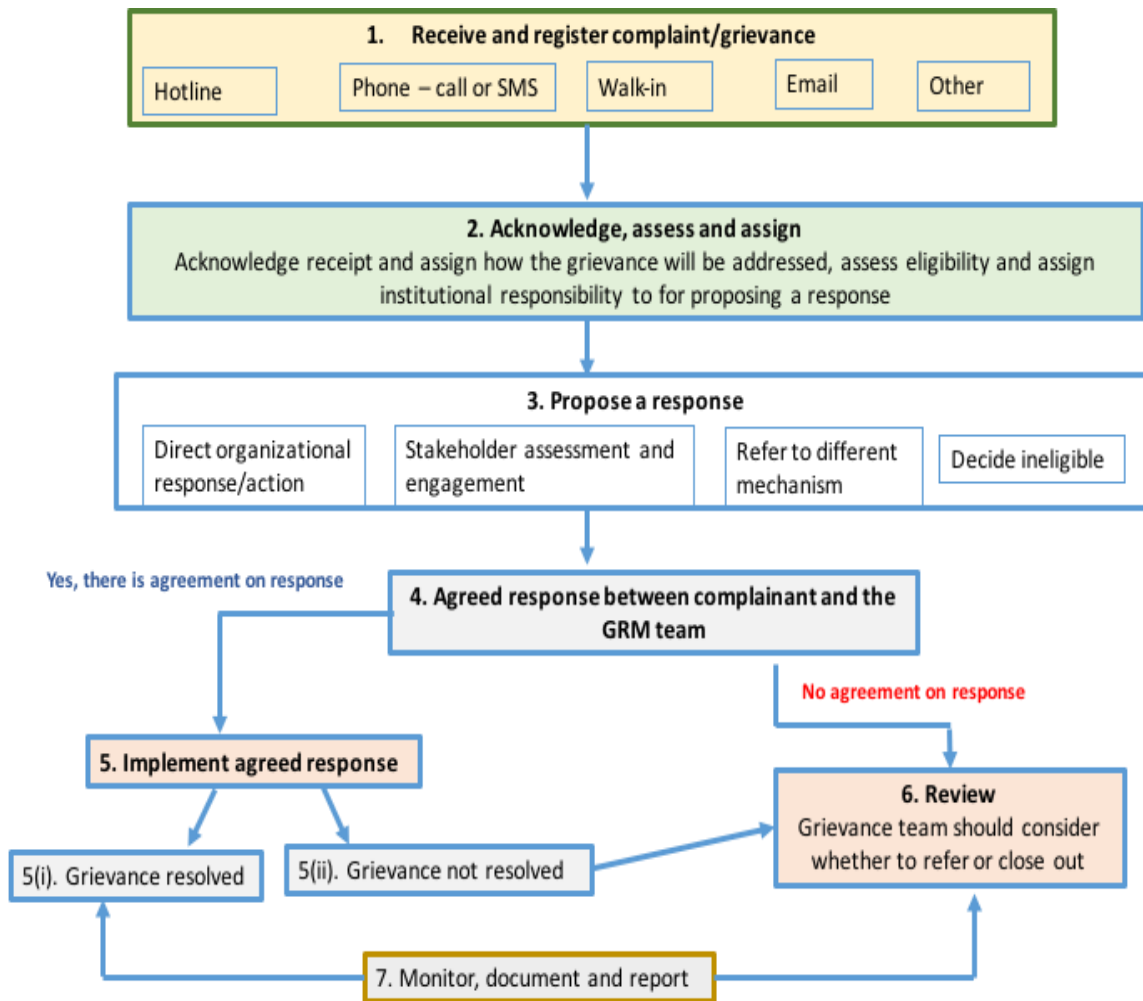 1. Receive and register complaint/grievance
Hotline
Phone – call or SMS
Walk-in
Email
Other
2. Acknowledge, assess and assign
Acknowledge receipt and assign how the grievance will be addressed, assess eligibility and assign
institutional responsibility to for proposing a response
3. Propose a response
Direct organizational
response/action
Stakeholder assessment and
engagement
Refer to different
mechanism
Decide ineligible
Yes, there is agreement on response
4. Agreed response between complainant and the
GRM team
No agreement on response
5. Implement agreed response
6. Review
Grievance team should consider
whether to refer or close out
5(i). Grievance resolved
5(ii). Grievance not resolved
7. Monitor, document and report